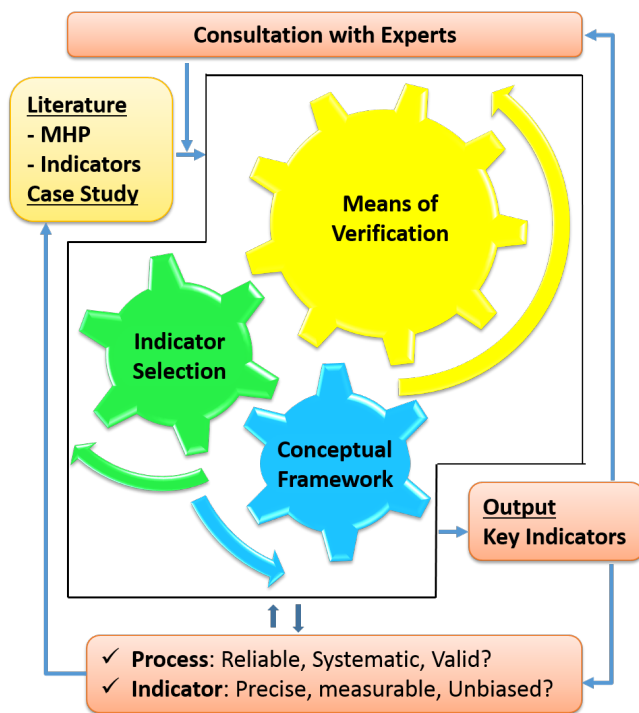 Consultation with Experts
Literature
- MHP
- Indicators
Case Study
Means of
Verification
Indicator
Selection
Conceptual
Framework
Output
Key Indicators
✓ Process: Reliable, Systematic, Valid?
✓ Indicator: Precise, measurable, Unbiased?